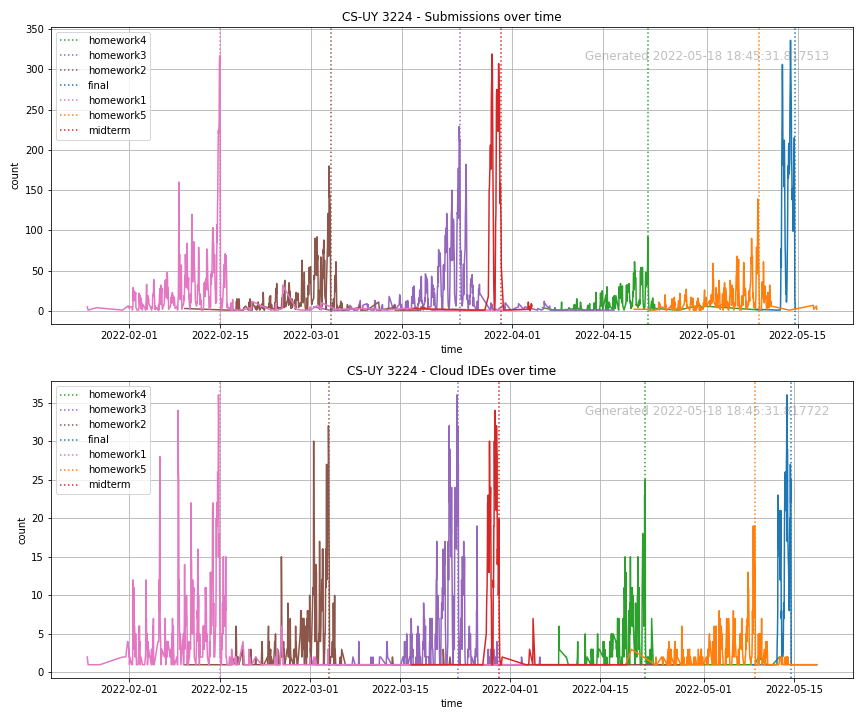 CS-UY 3224 - Submissions over time
Generated 2022-05-18 18:45:31.817513
homework4
homework3
homework2
final
homework1
homework5
midterm
count
350
300
250
200
150
100
50
0
2022-02-01 2022-02-15 2022-03-01 2022-03-15 2022-04-01 2022-04-15 2022-05-01 2022-05-15
time
CS-UY 3224 - Cloud IDEs over time
Generated 2022-05-18 18:45:31.817722
homework4
homework3
homework2
final
homework1
homework5
midterm
count
35
30
25
20
15
10
5
0
2022-02-01 2022-02-15 2022-03-01 2022-03-15 2022-04-01 2022-04-15 2022-05-01 2022-05-15
time